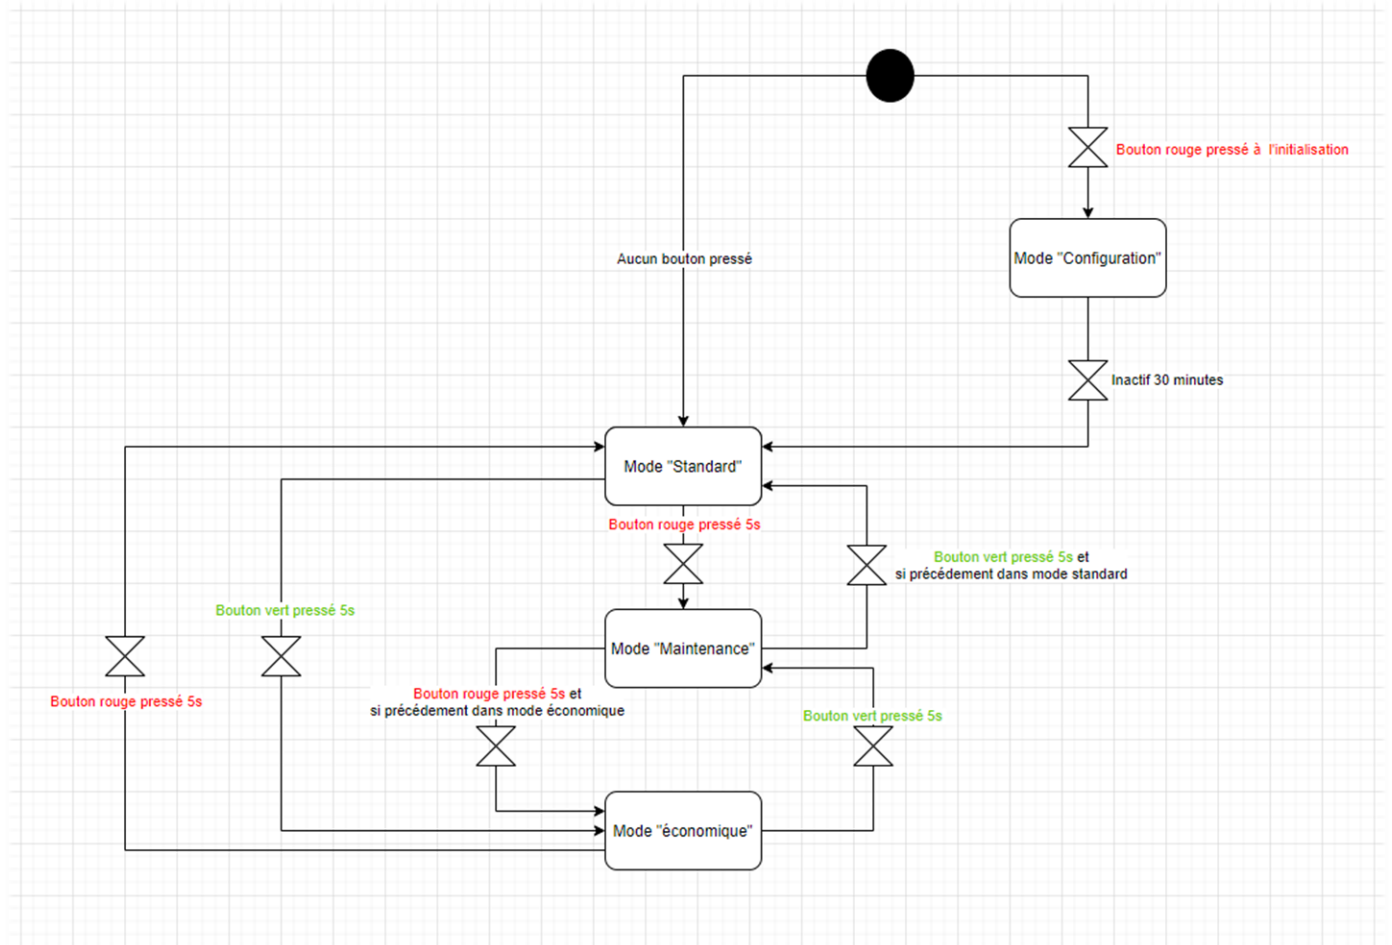 Bouton rouge pressé à  l'initialisation
Aucun bouton pressé
Mode "Configuration"
Inactif 30 minutes
Mode "Standard"
Bouton rouge pressé 5s
Bouton vert pressé 5s et
si précédement dans mode standard
Bouton vert pressé 5s
Mode "Maintenance"
Bouton rouge pressé 5s
Bouton rouge pressé 5s et
si précédement dans mode économique
Bouton vert pressé 5s
Mode "économique"